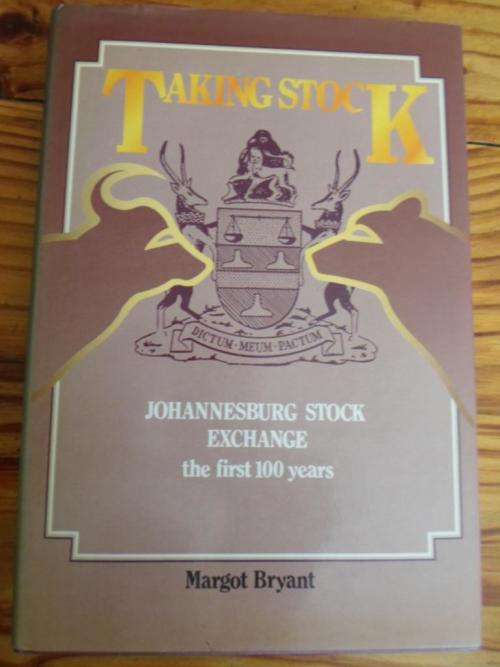 TAKING STOCK
DICTUM · MEUM · PACTUM
JOHANNESBURG STOCK
EXCHANGE
the first 100 years
Margot Bryant